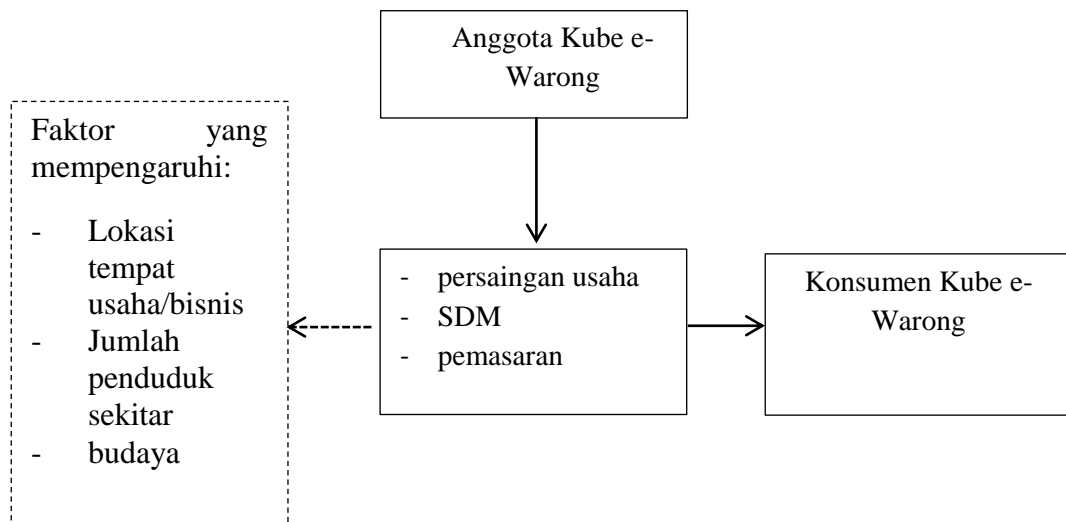 Anggota Kube e-
Warong
Faktor yang
mempengaruhi:
- Lokasi
tempat
usaha/bisnis
- Jumlah
penduduk
sekitar
- budaya
- persaingan usaha
- SDM
- pemasaran
Konsumen Kube e-
Warong